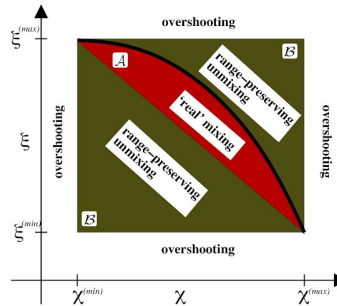 overshooting
ξ(max)
A
B
range–preserving
unmixing
'real' mixing
overshooting
ξ
overshooting
range–preserving
unmixing
B
ξ(min)
overshooting
χ(min)
χ
χ(max)